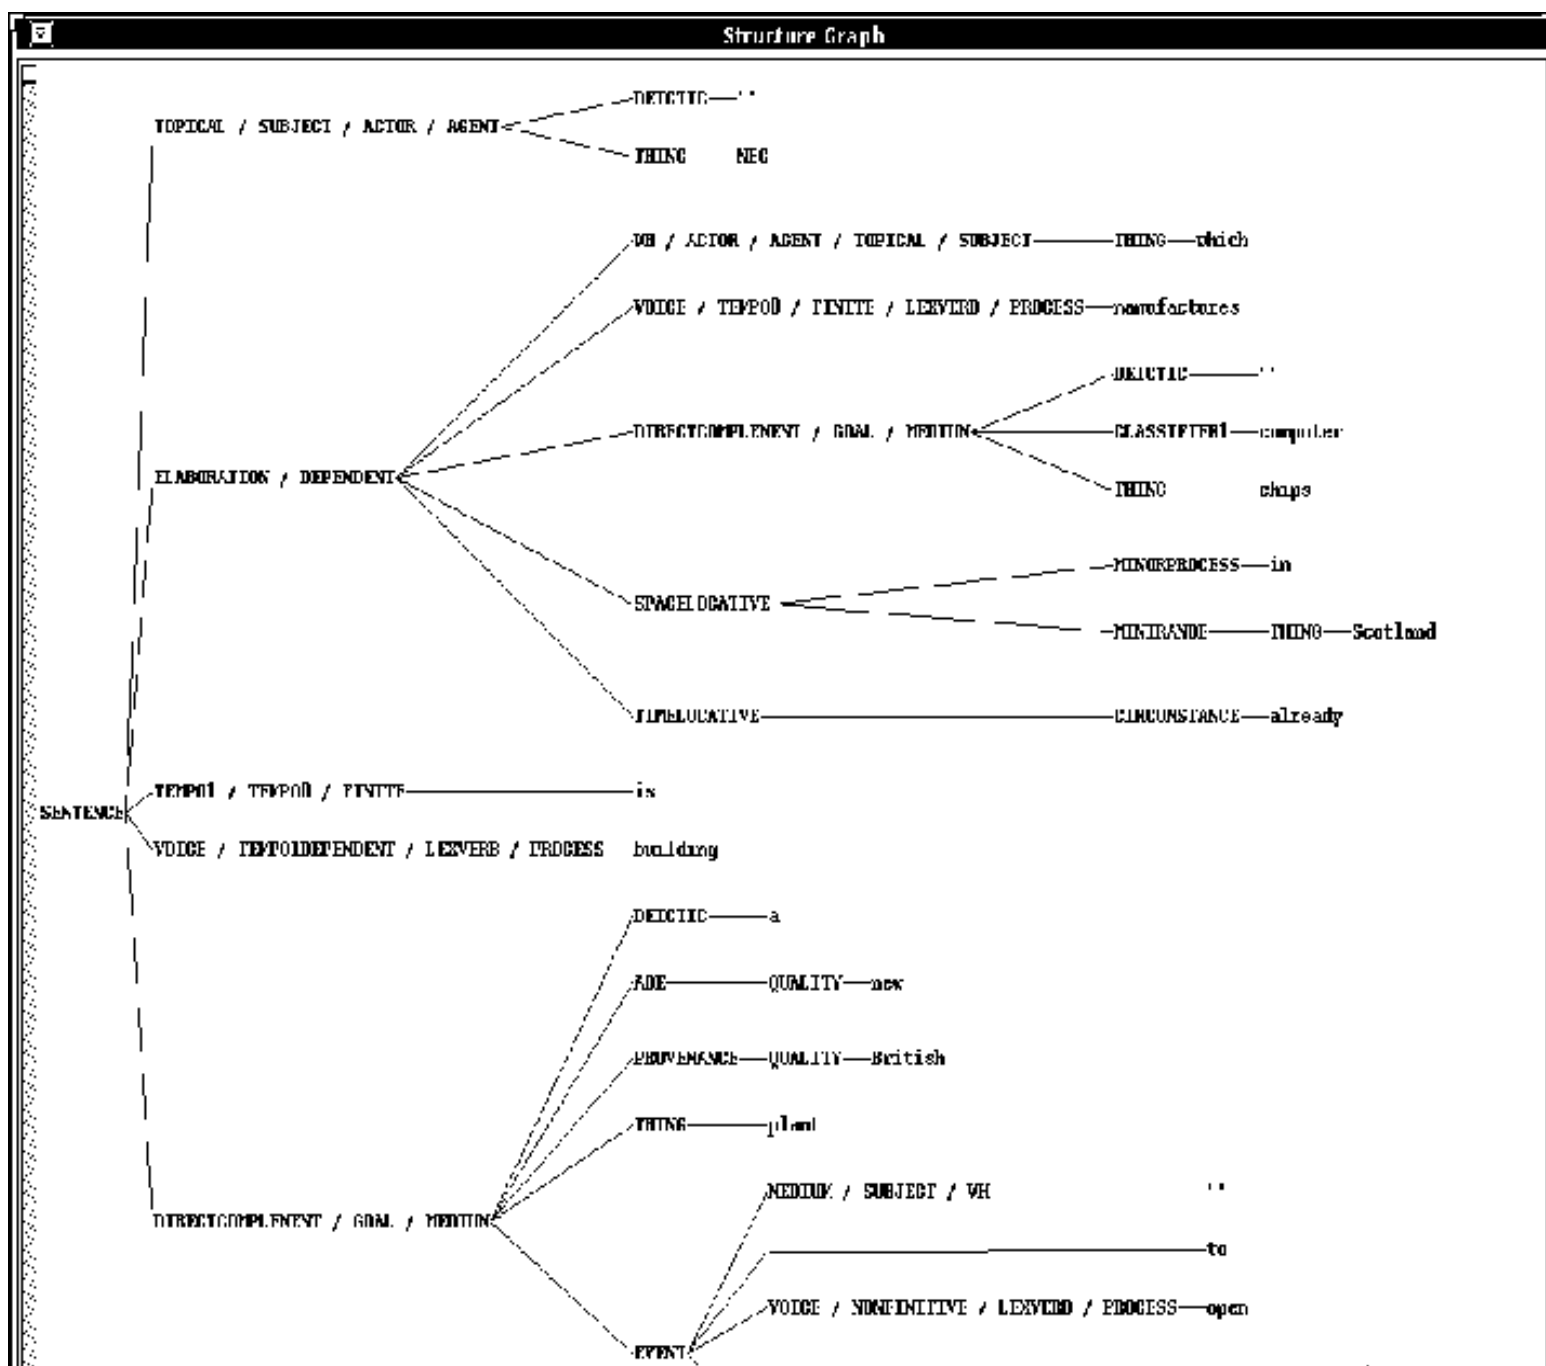 Structure Graph
DEICTIC ''
TOPICAL / SUBJECT / ACTOR / AGENT
THING NEC
WH / ACTOR / AGENT / TOPICAL / SUBJECT THING which
VOICE / TEMPO0 / FINITE / LEXVERB / PROCESS manufactures
DEICTIC ''
DIRECTCOMPLEMENT / GOAL / MEDIUM CLASSIFIER1 computer
ELABORATION / DEPENDENT
THING chips
MINORPROCESS in
SPACELOCATIVE
MINIRANGE THING Scotland
TIMELOCATIVE CIRCUMSTANCE already
TEMPO1 / TEMPO0 / FINITE is
SENTENCE
VOICE / TEMPO1DEPENDENT / LEXVERB / PROCESS building
DEICTIC a
AGE QUALITY new
PROVENANCE QUALITY British
THING plant
MEDIUM / SUBJECT / WH ''
DIRECTCOMPLEMENT / GOAL / MEDIUM
to
VOICE / NONFINITIVE / LEXVERB / PROCESS open
EVENT